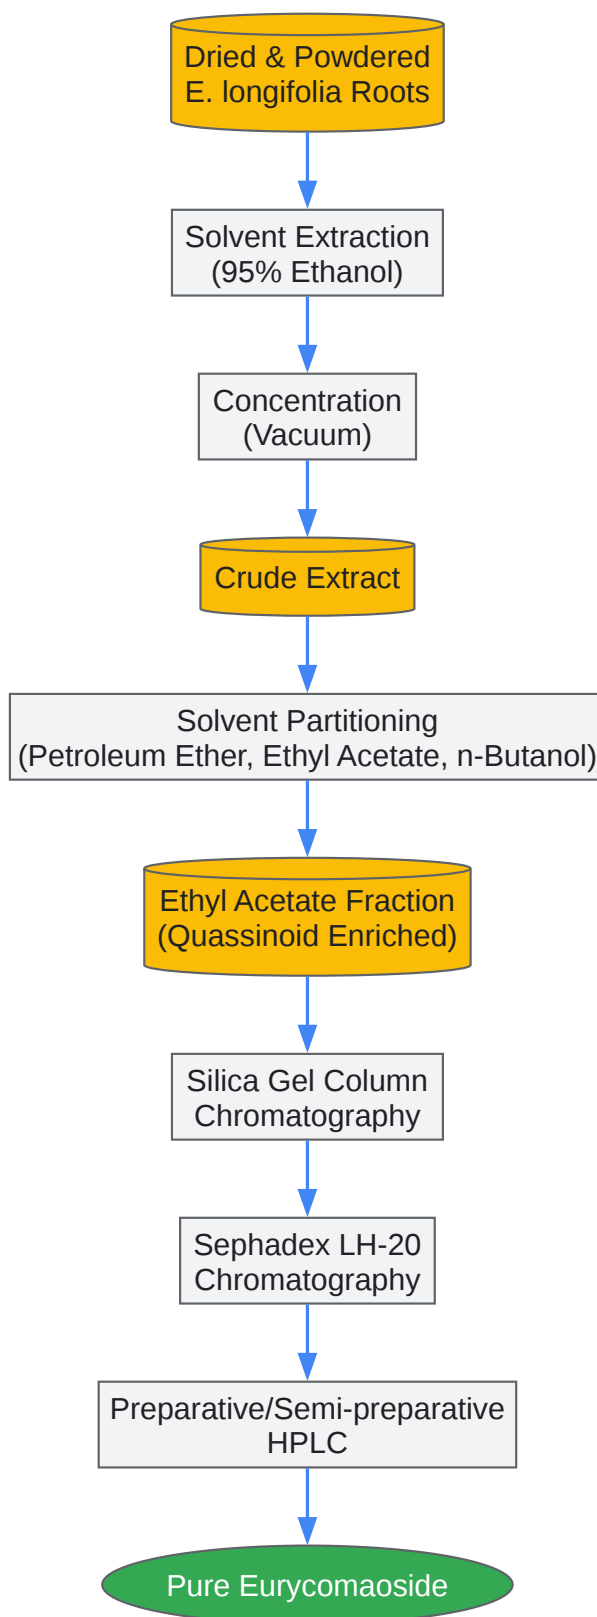 Dried & Powdered
E. longifolia Roots
Solvent Extraction
(95% Ethanol)
Concentration
(Vacuum)
Crude Extract
Solvent Partitioning
(Petroleum Ether, Ethyl Acetate, n-Butanol)
Ethyl Acetate Fraction
(Quassinoid Enriched)
Silica Gel Column
Chromatography
Sephadex LH-20
Chromatography
Preparative/Semi-preparative
HPLC
Pure Eurycomaoside